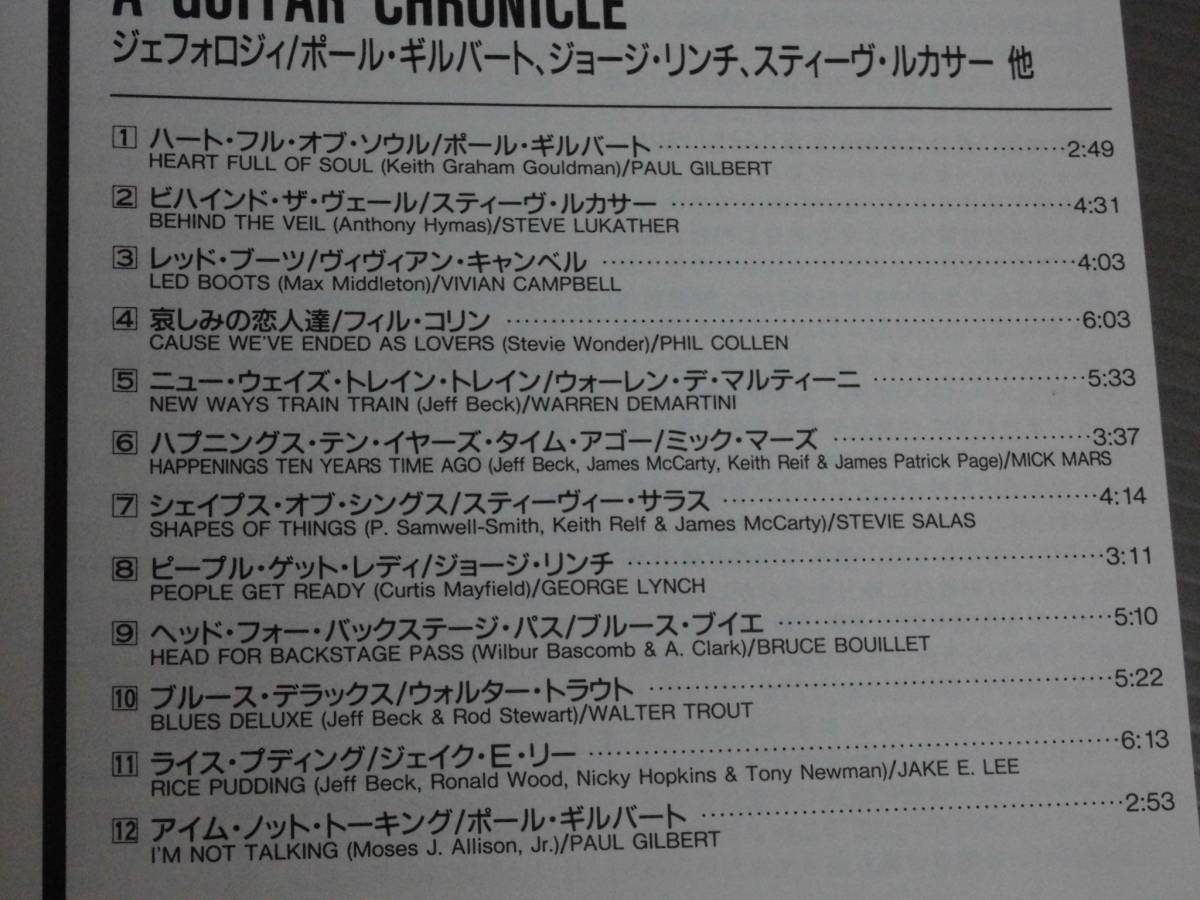 A GUITAR CHRONICLE
ジェフォロジィ/ポール・ギルバート、ジョージ・リンチ、スティーヴ・ルカサー 他
1 ハート・フル・オブ・ソウル/ポール・ギルバート 2:49
HEART FULL OF SOUL (Keith Graham Gouldman)/PAUL GILBERT
2 ビハインド・ザ・ヴェール/スティーヴ・ルカサー 4:31
BEHIND THE VEIL (Anthony Hymas)/STEVE LUKATHER
3 レッド・ブーツ/ヴィヴィアン・キャンベル 4:03
LED BOOTS (Max Middleton)/VIVIAN CAMPBELL
4 哀しみの恋人達/フィル・コリン 6:03
CAUSE WE'VE ENDED AS LOVERS (Stevie Wonder)/PHIL COLLEN
5 ニュー・ウェイズ・トレイン・トレイン/ウォーレン・デ・マルティーニ 5:33
NEW WAYS TRAIN TRAIN (Jeff Beck)/WARREN DEMARTINI
6 ハプニングス・テン・イヤーズ・タイム・アゴー/ミック・マーズ 3:37
HAPPENINGS TEN YEARS TIME AGO (Jeff Beck, James McCarty, Keith Reif & James Patrick Page)/MICK MARS
7 シェイプス・オブ・シングス/スティーヴィー・サラス 4:14
SHAPES OF THINGS (P. Samwell-Smith, Keith Relf & James McCarty)/STEVIE SALAS
8 ピープル・ゲット・レディ/ジョージ・リンチ 3:11
PEOPLE GET READY (Curtis Mayfield)/GEORGE LYNCH
9 ヘッド・フォー・バックステージ・パス/ブルース・ブイエ 5:10
HEAD FOR BACKSTAGE PASS (Wilbur Bascomb & A. Clark)/BRUCE BOUILLET
10 ブルース・デラックス/ウォルター・トラウト 5:22
BLUES DELUXE (Jeff Beck & Rod Stewart)/WALTER TROUT
11 ライス・プディング/ジェイク・E・リー 6:13
RICE PUDDING (Jeff Beck, Ronald Wood, Nicky Hopkins & Tony Newman)/JAKE E. LEE
12 アイム・ノット・トーキング/ポール・ギルバート 2:53
I'M NOT TALKING (Moses J. Allison, Jr.)/PAUL GILBERT